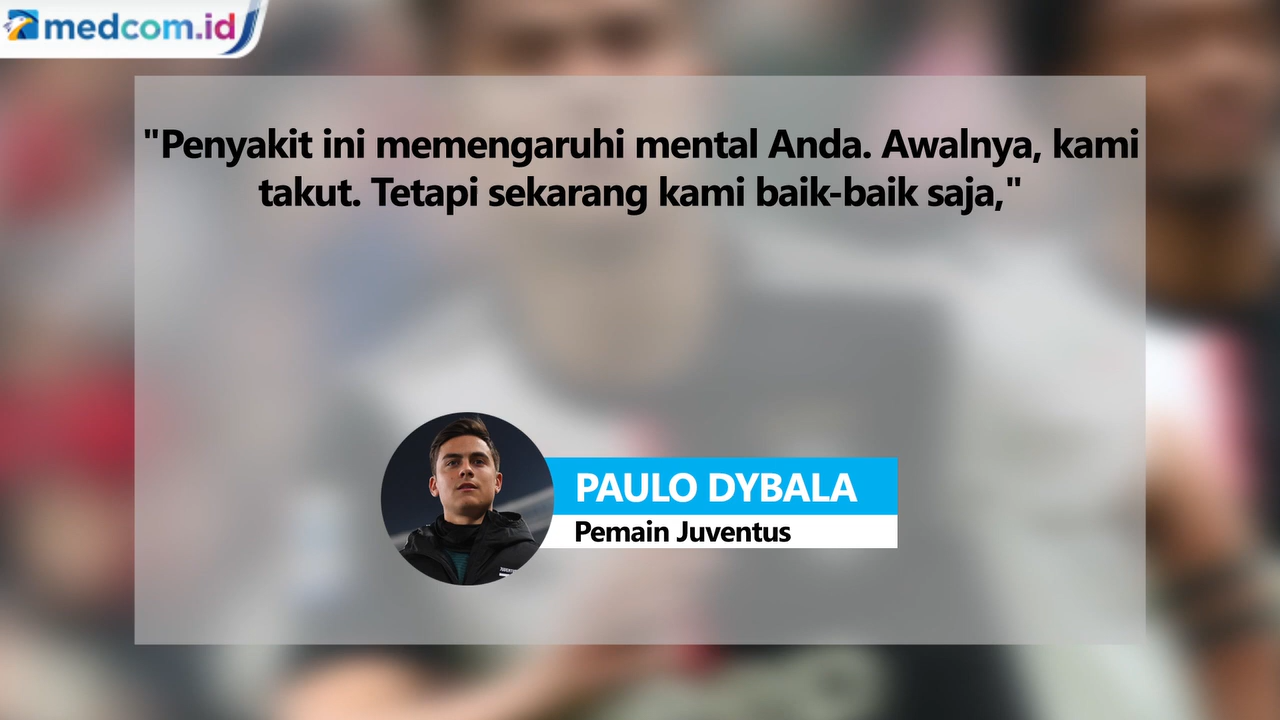 medcom.id
"Penyakit ini memengaruhi mental Anda. Awalnya, kami
takut. Tetapi sekarang kami baik-baik saja,"
PAULO DYBALA
Pemain Juventus